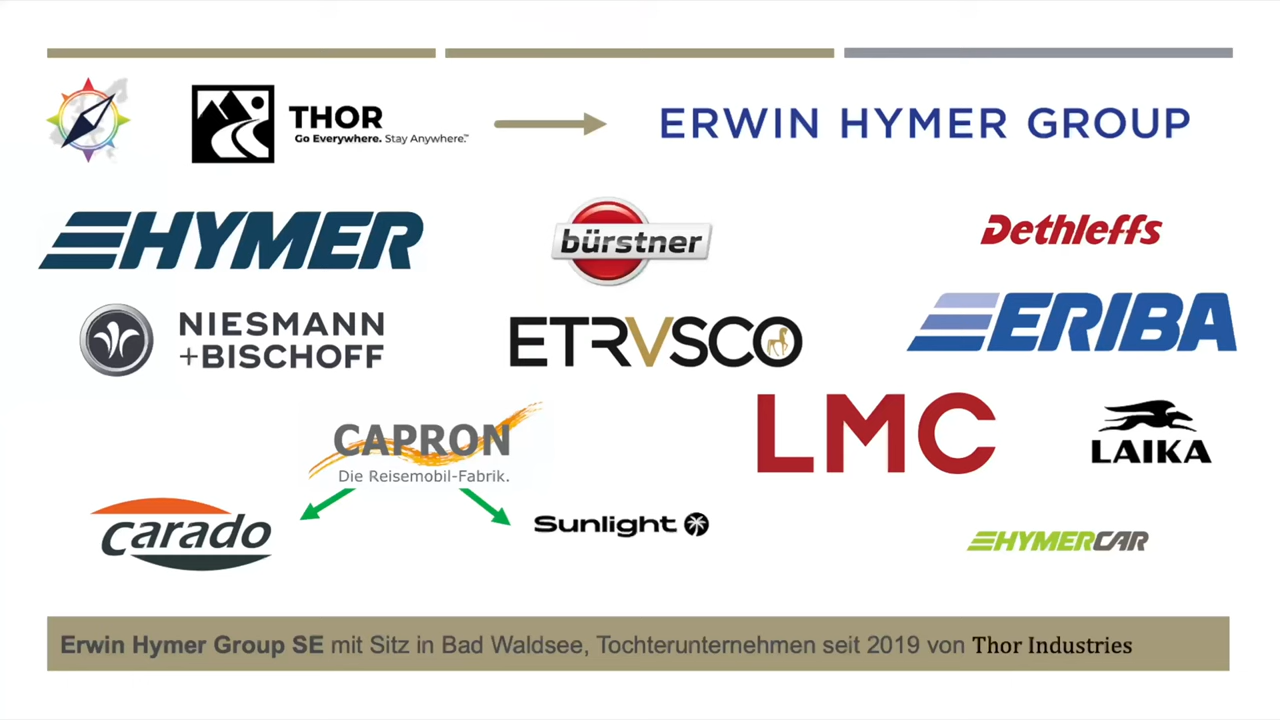 THOR
Go Everywhere. Stay Anywhere.™
ERWIN HYMER GROUP
HYMER
bürstner
Dethleffs
NIESMANN
+BISCHOFF
ETRVSCO
ERIBA
CAPRON
Die Reisemobil-Fabrik.
LMC
LAIKA
carado
Sunlight
HYMERCAR
Erwin Hymer Group SE mit Sitz in Bad Waldsee, Tochterunternehmen seit 2019 von Thor Industries